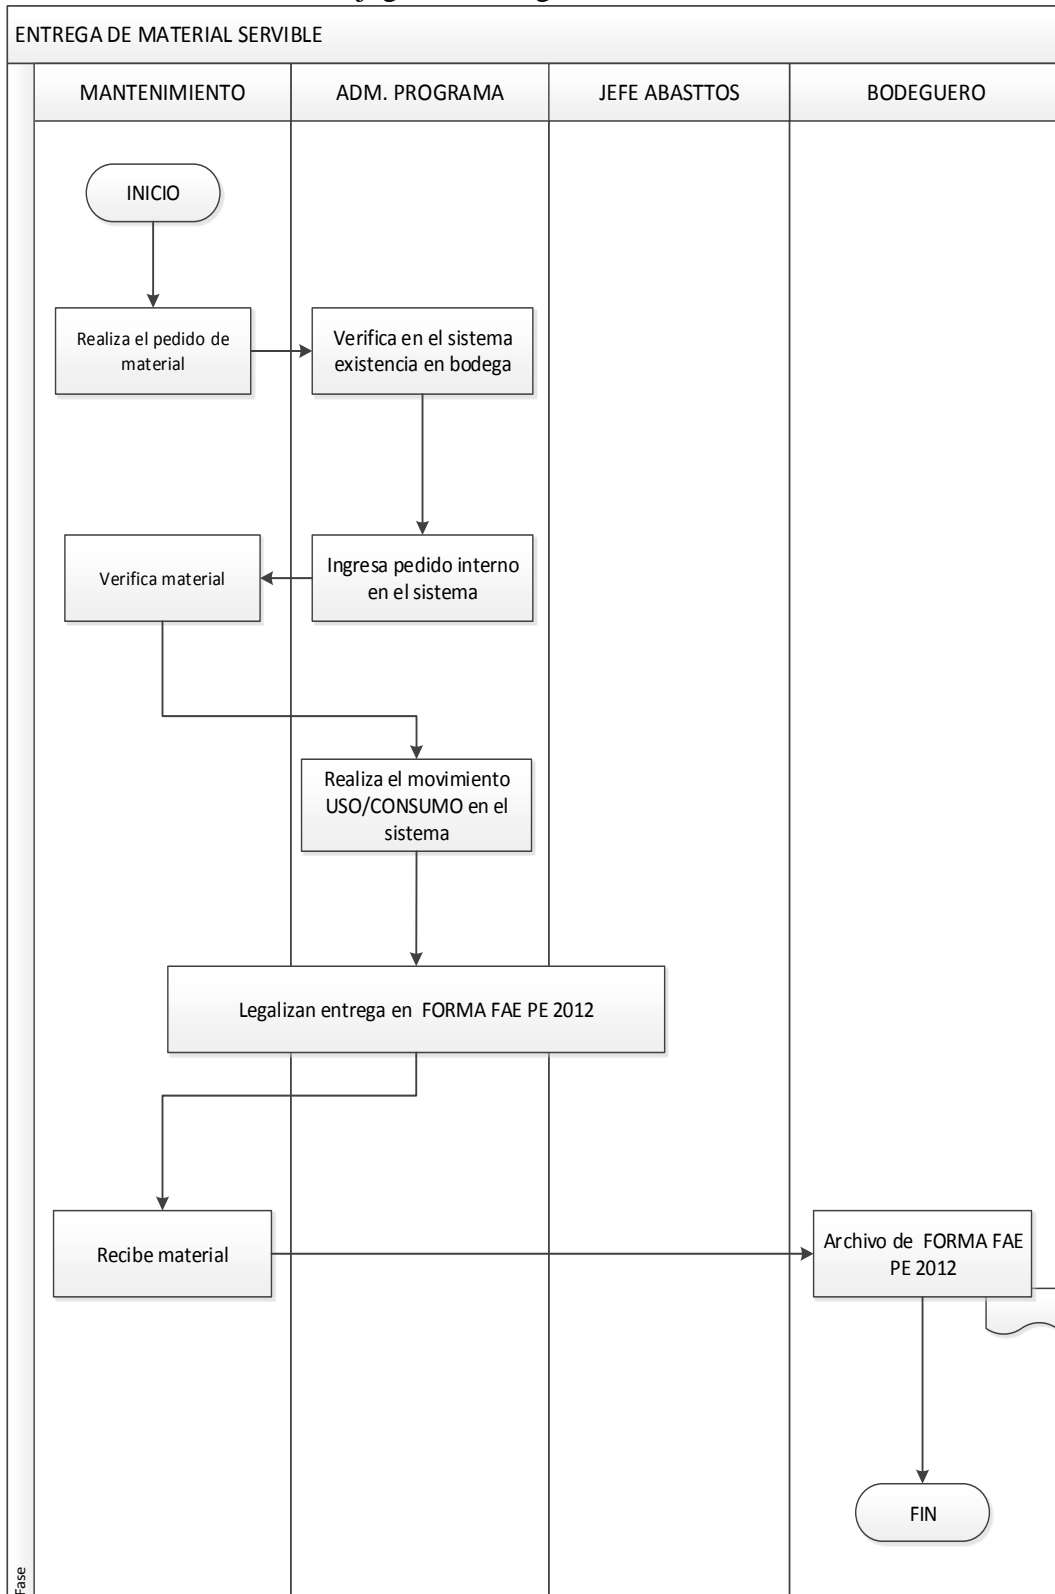 ENTREGA DE MATERIAL SERVIBLE
MANTENIMIENTO
ADM. PROGRAMA
JEFE ABASTTOS
BODEGUERO
INICIO
Realiza el pedido de
material
Verifica en el sistema
existencia en bodega
Verifica material
Ingresa pedido interno
en el sistema
Realiza el movimiento
USO/CONSUMO en el
sistema
Legalizan entrega en FORMA FAE PE 2012
Recibe material
Archivo de FORMA FAE
PE 2012
FIN
Fase